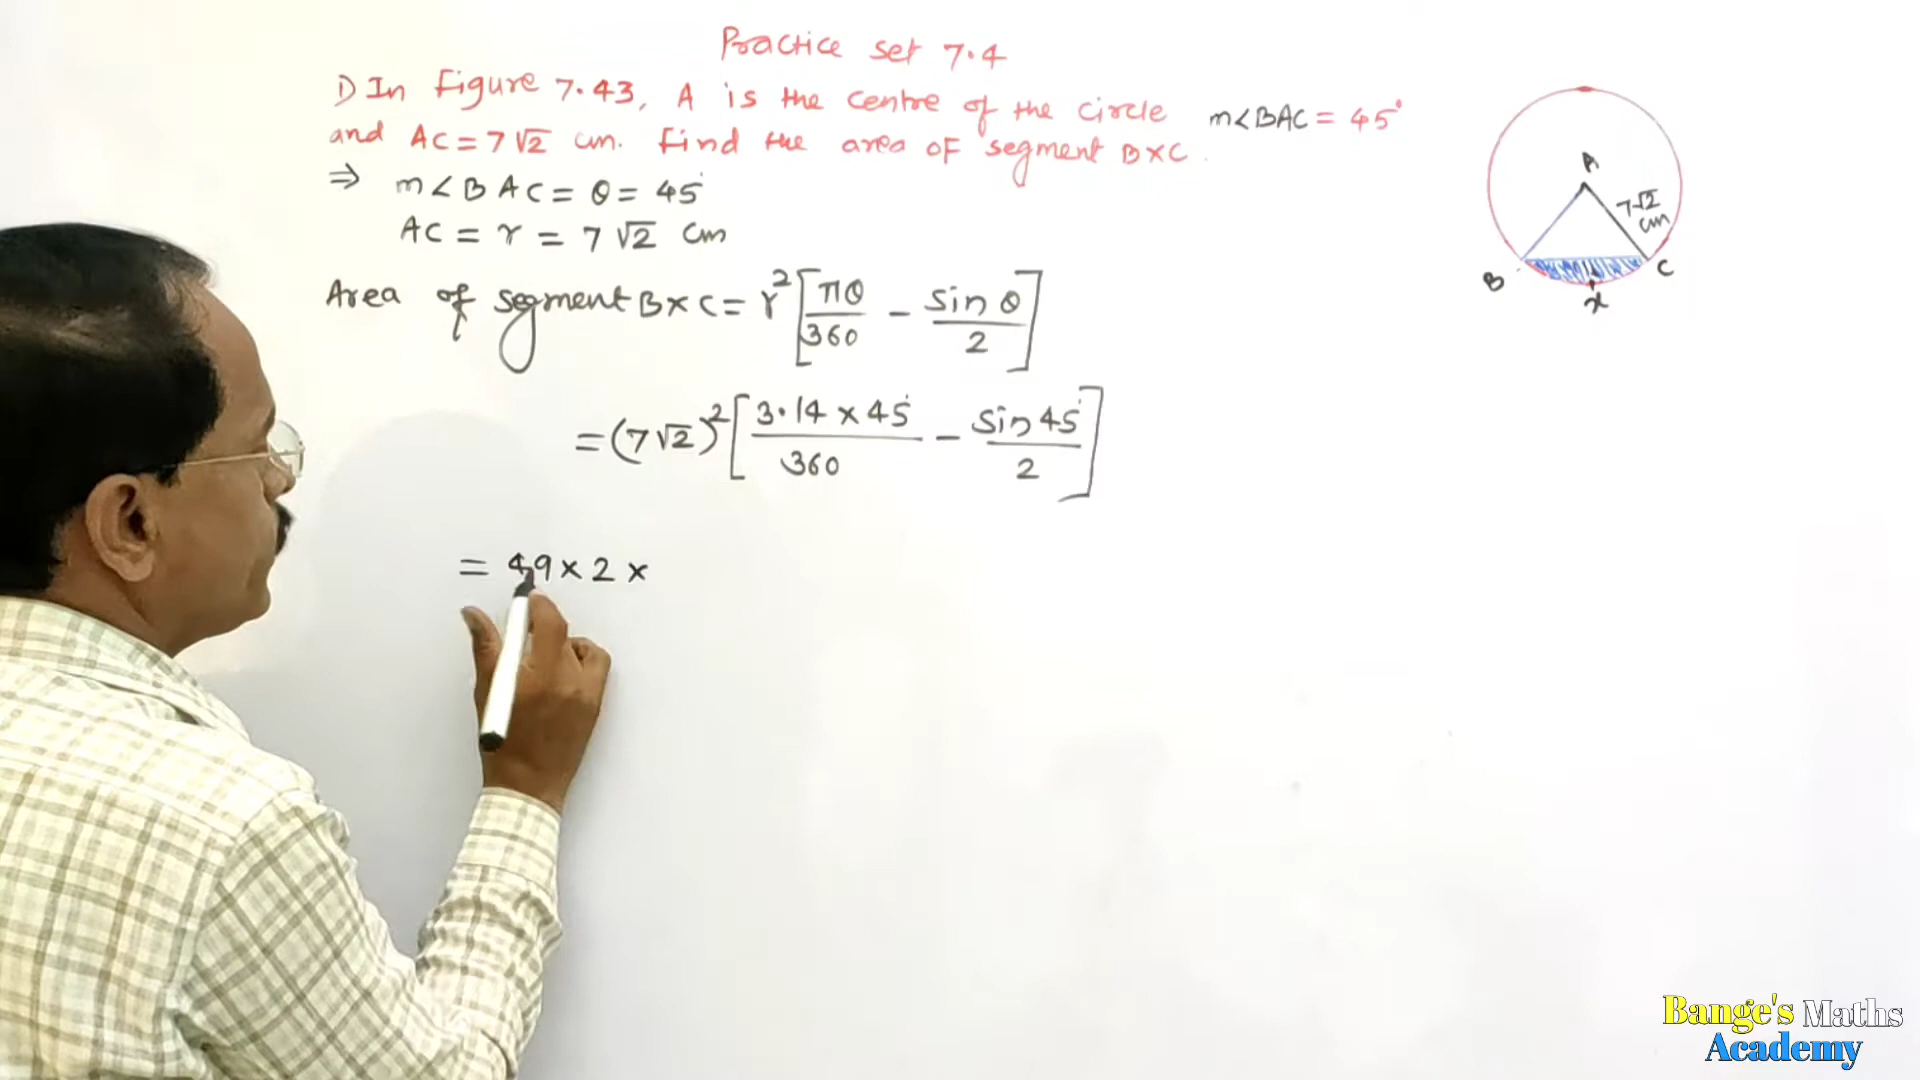 Practice set 7.4
1) In Figure 7.43, A is the centre of the circle m∠BAC = 45°
and AC = 7√2 cm. Find the area of segment BXC.
⇒ m∠BAC = θ = 45°
AC = r = 7√2 cm
Area of segment BXC = r² [πθ/360 - sin θ/2]
= (7√2)² [3.14 × 45°/360 - sin 45°/2]
= 49 × 2 ×
A
7√2
cm
B
C
x
Bange's Maths
Academy